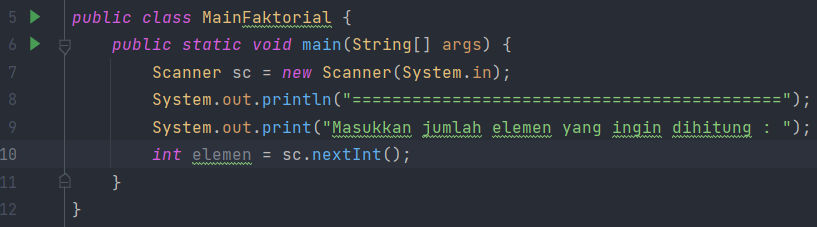 5 public class MainFaktorial {
6 public static void main(String[] args) {
7 Scanner sc = new Scanner(System.in);
8 System.out.println("===========================================");
9 System.out.print("Masukkan jumlah elemen yang ingin dihitung : ");
10 int elemen = sc.nextInt();
11 }
12 }